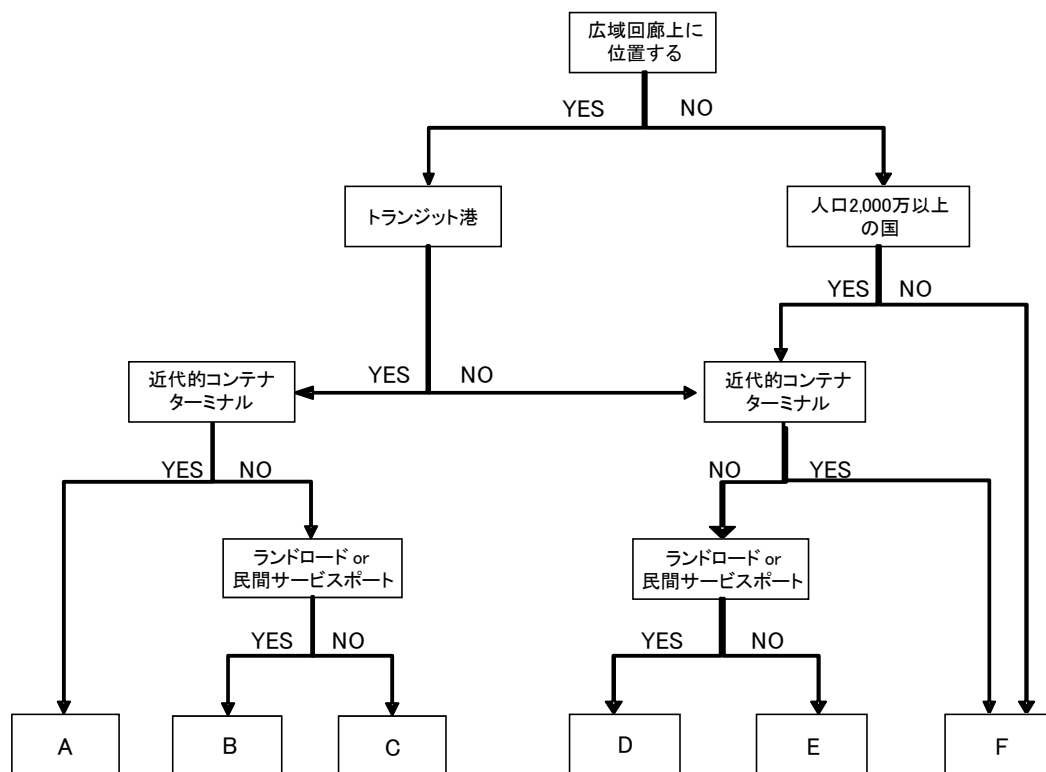 広域回廊上に
位置する
YES NO
トランジット港
人口2,000万以上
の国
YES NO
YES NO
近代的コンテナ
ターミナル
近代的コンテナ
ターミナル
YES NO
NO YES
ランドロード or
民間サービスポート
ランドロード or
民間サービスポート
YES NO
YES NO
A
B
C
D
E
F